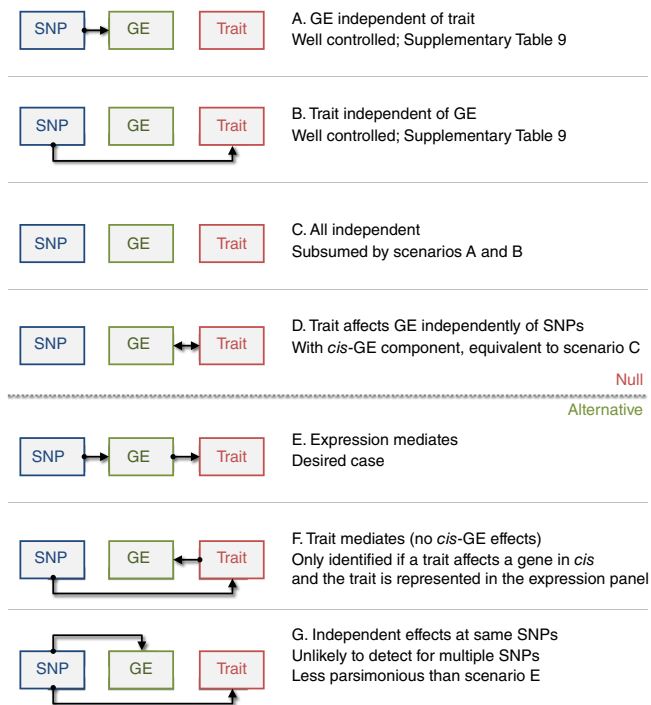 SNP GE Trait A. GE independent of trait
Well controlled; Supplementary Table 9
SNP GE Trait B. Trait independent of GE
Well controlled; Supplementary Table 9
SNP GE Trait C. All independent
Subsumed by scenarios A and B
SNP GE Trait D. Trait affects GE independently of SNPs
With cis-GE component, equivalent to scenario C
Null
Alternative
SNP GE Trait E. Expression mediates
Desired case
SNP GE Trait F. Trait mediates (no cis-GE effects)
Only identified if a trait affects a gene in cis
and the trait is represented in the expression panel
SNP GE Trait G. Independent effects at same SNPs
Unlikely to detect for multiple SNPs
Less parsimonious than scenario E